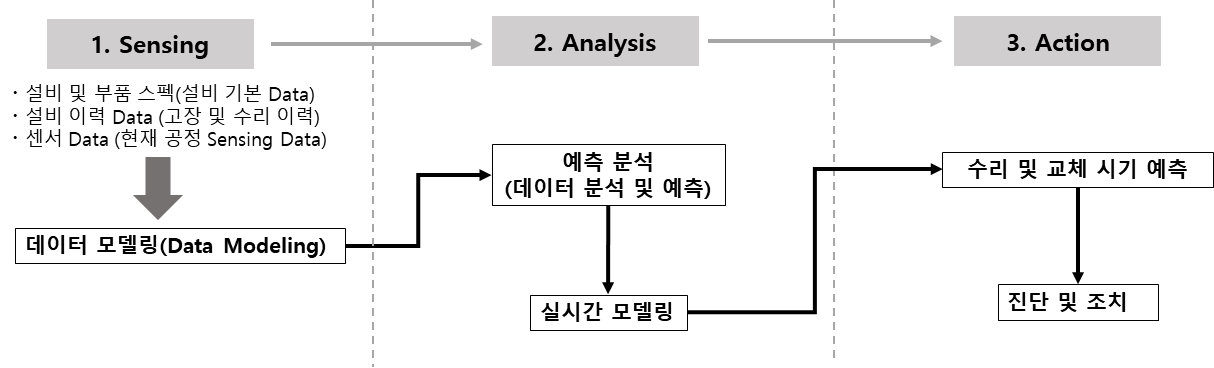 1. Sensing
2. Analysis
3. Action
· 설비 및 부품 스펙(설비 기본 Data)
· 설비 이력 Data (고장 및 수리 이력)
· 센서 Data (현재 공정 Sensing Data)
데이터 모델링(Data Modeling)
예측 분석
(데이터 분석 및 예측)
실시간 모델링
수리 및 교체 시기 예측
진단 및 조치